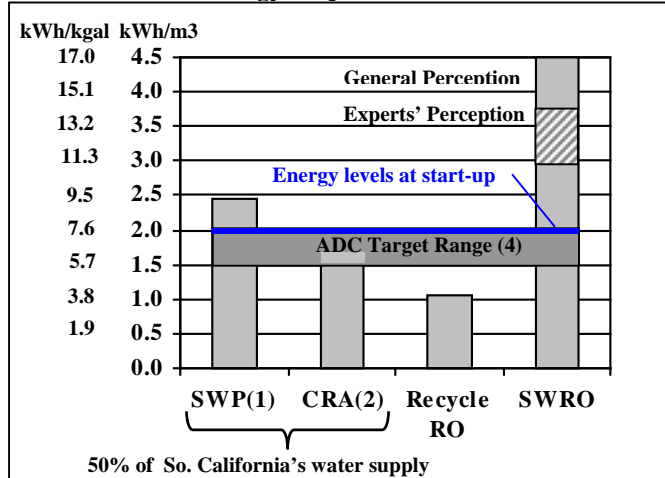 kWh/kgal kWh/m3
17.0 4.5
15.1 4.0
13.2 3.5
11.3 3.0
9.5 2.5
7.6 2.0
5.7 1.5
3.8 1.0
1.9 0.5
0.0
General Perception
Experts' Perception
Energy levels at start-up
ADC Target Range (4)
SWP(1) CRA(2) Recycle SWRO
RO
50% of So. California's water supply